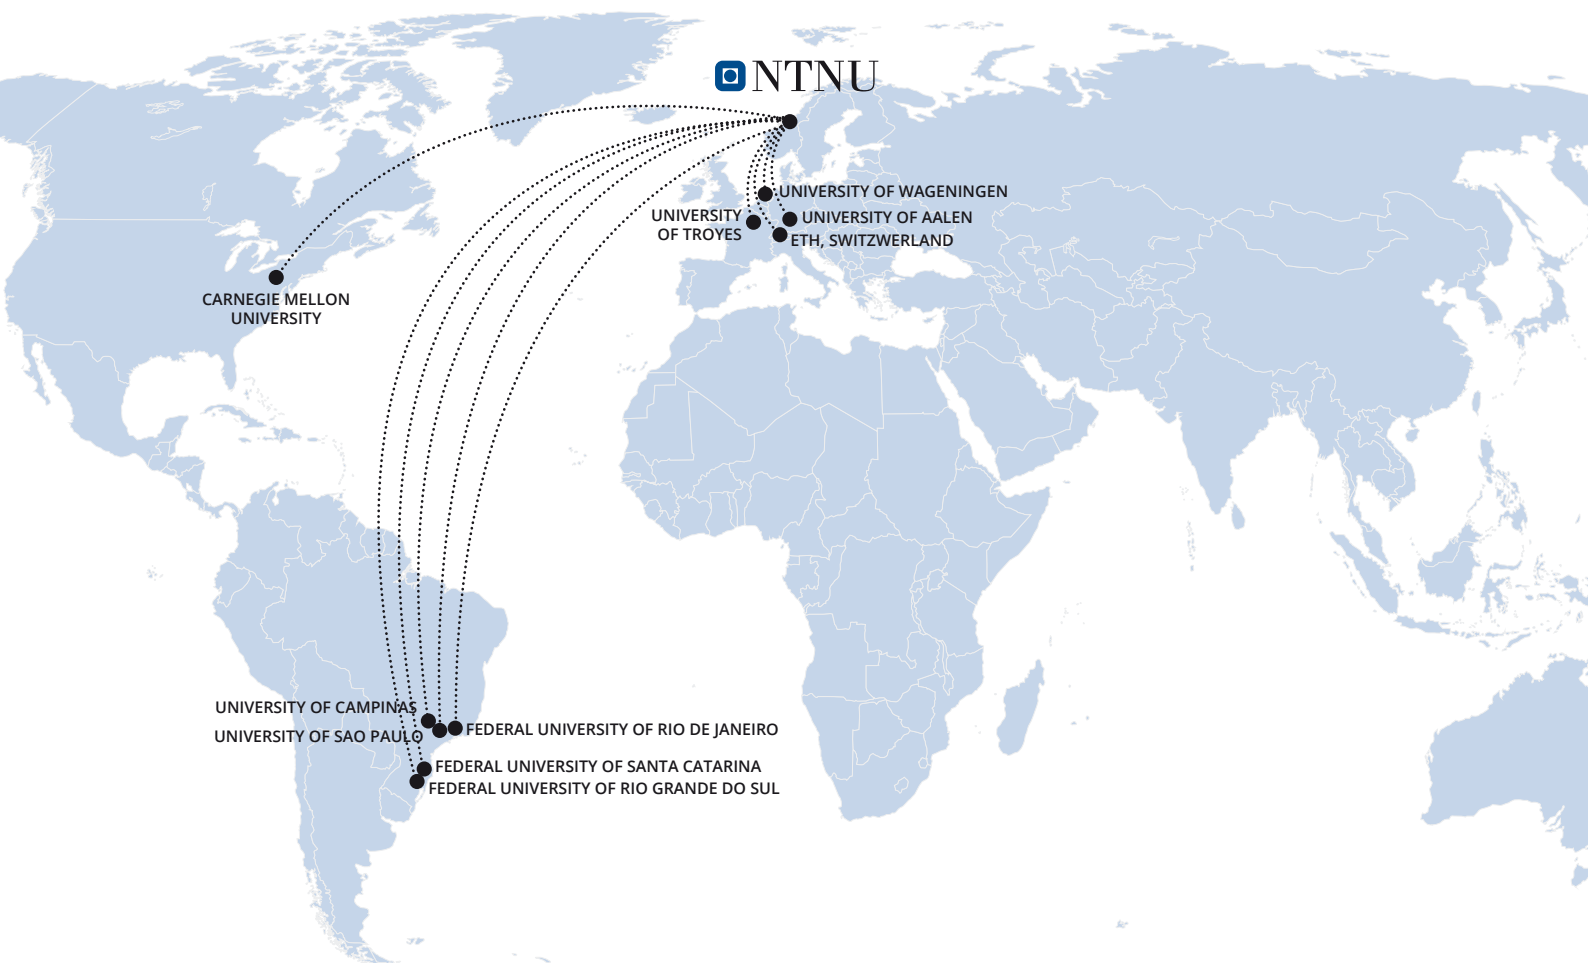 NTNU
UNIVERSITY OF WAGENINGEN
UNIVERSITY
OF TROYES
UNIVERSITY OF AALEN
ETH, SWITZWERLAND
CARNEGIE MELLON
UNIVERSITY
UNIVERSITY OF CAMPINAS
UNIVERSITY OF SAO PAULO
FEDERAL UNIVERSITY OF RIO DE JANEIRO
FEDERAL UNIVERSITY OF SANTA CATARINA
FEDERAL UNIVERSITY OF RIO GRANDE DO SUL